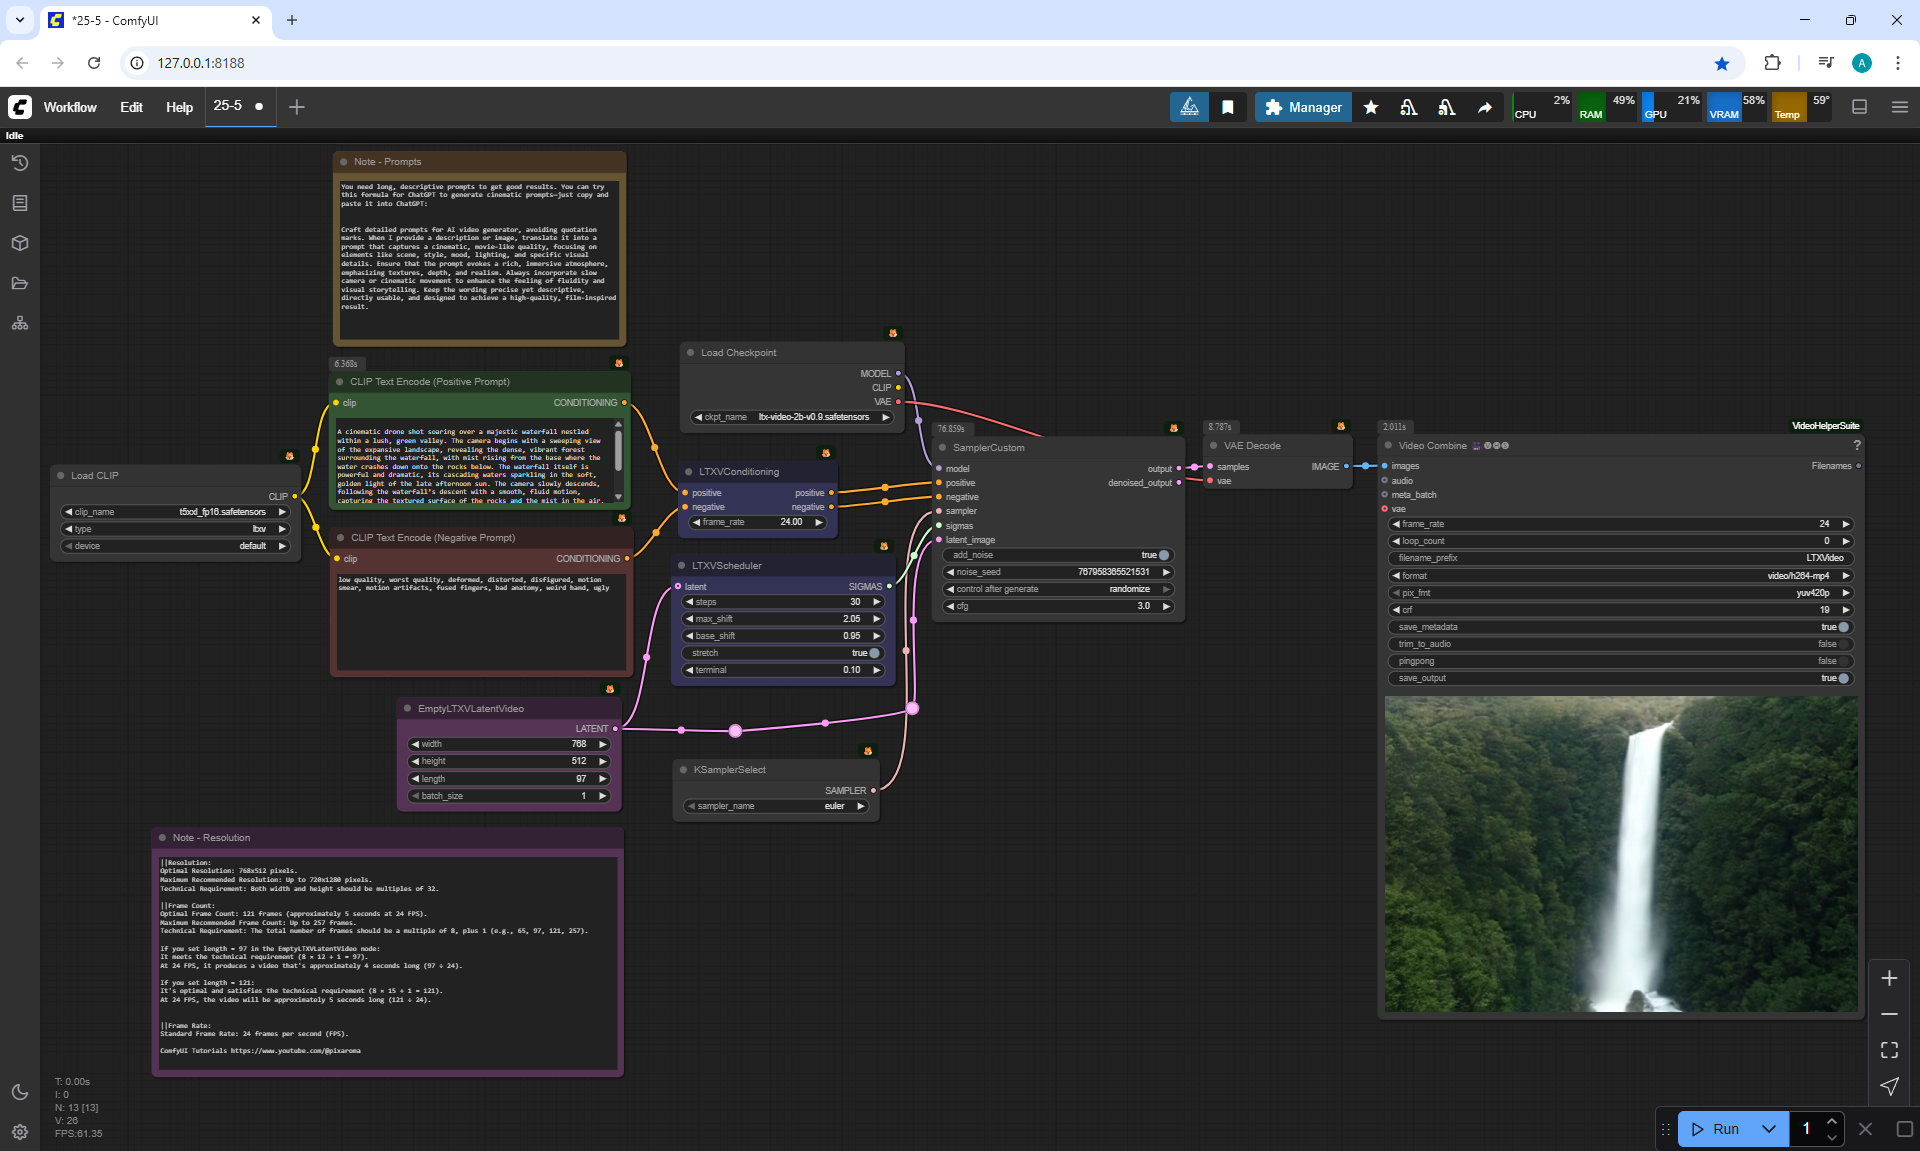 *25-5 - ComfyUI
127.0.0.1:8188
A
Workflow
Edit
Help
25-5
Manager
CPU 2%
RAM 49%
GPU 21%
VRAM 58%
Temp 59°
Idle
Note - Prompts
You need long, descriptive prompts to get good results. You can try
this formula for ChatGPT to generate cinematic prompts—just copy and
paste it into ChatGPT:
Craft detailed prompts for AI video generator, avoiding quotation
marks. When I provide a description or image, translate it into a
prompt that captures a cinematic, movie-like quality, focusing on
elements like scene, style, mood, lighting, and specific visual
details. Ensure that the prompt evokes a rich, immersive atmosphere,
emphasizing textures, depth, and realism. Always incorporate slow
camera or cinematic movement to enhance the feeling of fluidity and
visual storytelling. Keep the wording precise yet descriptive,
directly usable, and designed to achieve a high-quality, film-inspired
result.
6.368s
CLIP Text Encode (Positive Prompt)
clip
CONDITIONING
A cinematic drone shot soaring over a majestic waterfall nestled
within a lush, green valley. The camera begins with a sweeping view
of the expansive landscape, revealing the dense, vibrant forest
surrounding the waterfall, with mist rising from the base where the
water crashes down onto the rocks below. The waterfall itself is
powerful and dramatic, its cascading waters sparkling in the soft,
golden light of the late afternoon sun. The camera slowly descends,
following the waterfall's descent with a smooth, fluid motion,
capturing the textured surface of the rocks and the mist in the air.
Load CLIP
CLIP
clip_name t5xxl_fp16.safetensors
type ltxv
device default
CLIP Text Encode (Negative Prompt)
clip
CONDITIONING
low quality, worst quality, deformed, distorted, disfigured, motion
smear, motion artifacts, fused fingers, bad anatomy, weird hand, ugly
EmptyLTXVLatentVideo
LATENT
width 768
height 512
length 97
batch_size 1
Note - Resolution
||Resolution:
Optimal Resolution: 768x512 pixels.
Maximum Recommended Resolution: Up to 720x1280 pixels.
Technical Requirement: Both width and height should be multiples of 32.
||Frame Count:
Optimal Frame Count: 121 frames (approximately 5 seconds at 24 FPS).
Maximum Recommended Frame Count: Up to 257 frames.
Technical Requirement: The total number of frames should be a multiple of 8, plus 1 (e.g., 65, 97, 121, 257).
If you set length = 97 in the EmptyLTXVLatentVideo node:
It meets the technical requirement (8 × 12 + 1 = 97).
At 24 FPS, it produces a video that's approximately 4 seconds long (97 ÷ 24).
If you set length = 121:
It's optimal and satisfies the technical requirement (8 × 15 + 1 = 121).
At 24 FPS, the video will be approximately 5 seconds long (121 ÷ 24).
||Frame Rate:
Standard Frame Rate: 24 frames per second (FPS).
ComfyUI Tutorials https://www.youtube.com/@pixaroma
Load Checkpoint
MODEL
CLIP
VAE
ckpt_name ltx-video-2b-v0.9.safetensors
LTXVConditioning
positive positive
negative negative
frame_rate 24.00
LTXVScheduler
latent SIGMAS
steps 30
max_shift 2.05
base_shift 0.95
stretch true
terminal 0.10
KSamplerSelect
SAMPLER
sampler_name euler
76.859s
SamplerCustom
model output
positive denoised_output
negative
sampler
sigmas
latent_image
add_noise true
noise_seed 767958365521531
control after generate randomize
cfg 3.0
8.787s
VAE Decode
samples IMAGE
vae
2.011s
VideoHelperSuite
Video Combine
?
images Filenames
audio
meta_batch
vae
frame_rate 24
loop_count 0
filename_prefix LTXVideo
format video/h264-mp4
pix_fmt yuv420p
crf 19
save_metadata true
trim_to_audio false
pingpong false
save_output true
T: 0.00s
I: 0
N: 13 [13]
V: 26
FPS:61.35
Run
1